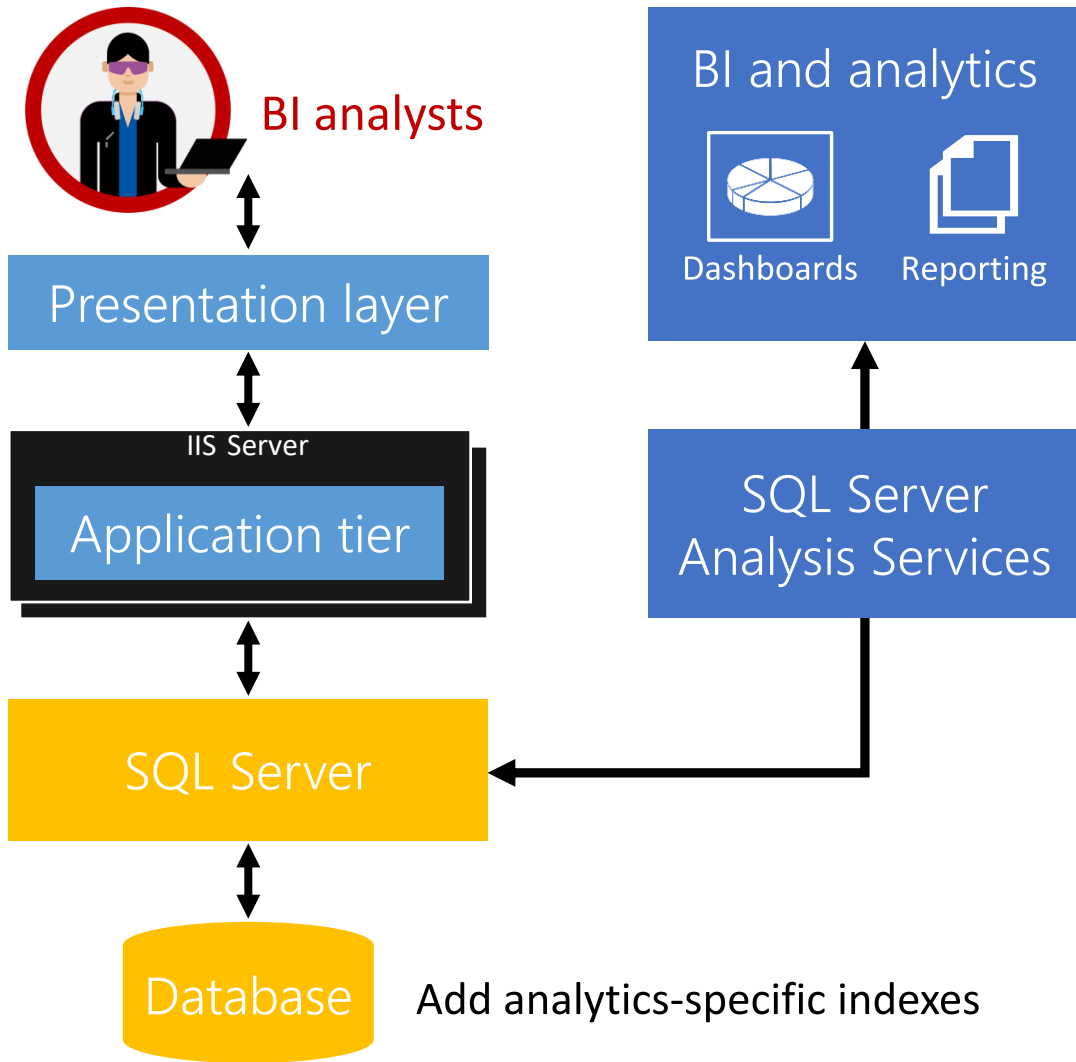 BI analysts
Presentation layer
IIS Server
Application tier
SQL Server
Database
Add analytics-specific indexes
BI and analytics
Dashboards
Reporting
SQL Server
Analysis Services